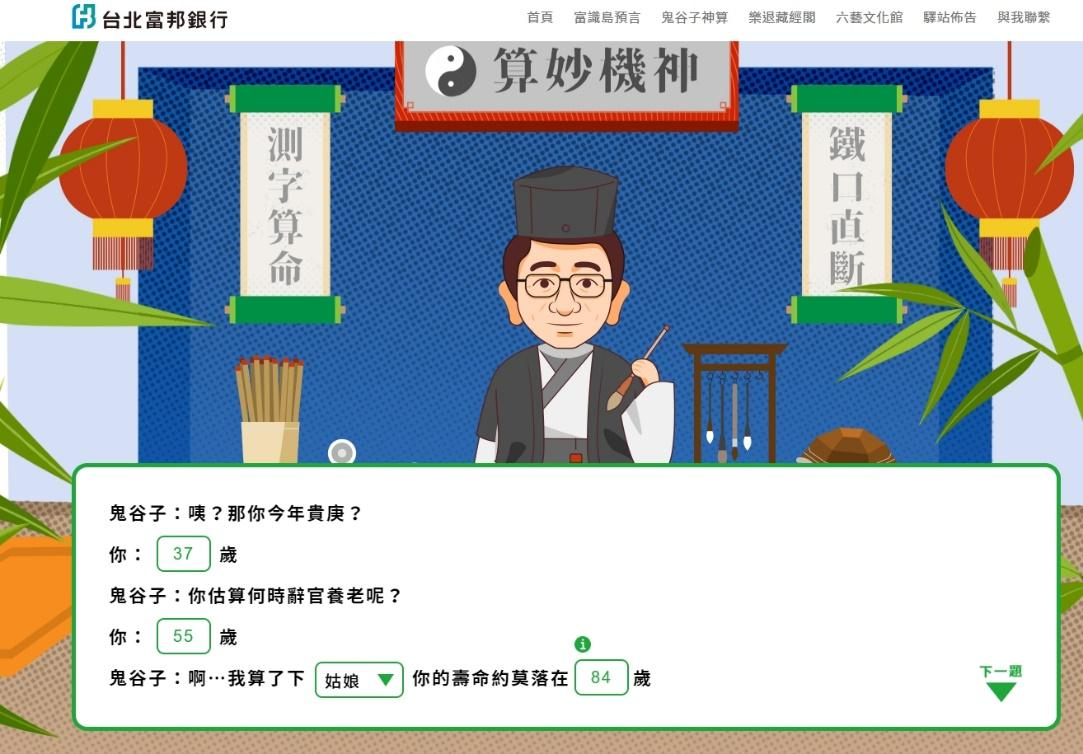 台北富邦銀行
首頁 富識島預言 鬼谷子神算 樂退藏經閣 六藝文化館 驛站佈告 與我聯繫
算妙機神
測字算命
鐵口直斷
鬼谷子：咦？那你今年貴庚？
你： 37 歲
鬼谷子：你估算何時辭官養老呢？
你： 55 歲
鬼谷子：啊⋯我算了下 姑娘 你的壽命約莫落在 84 歲
下一題